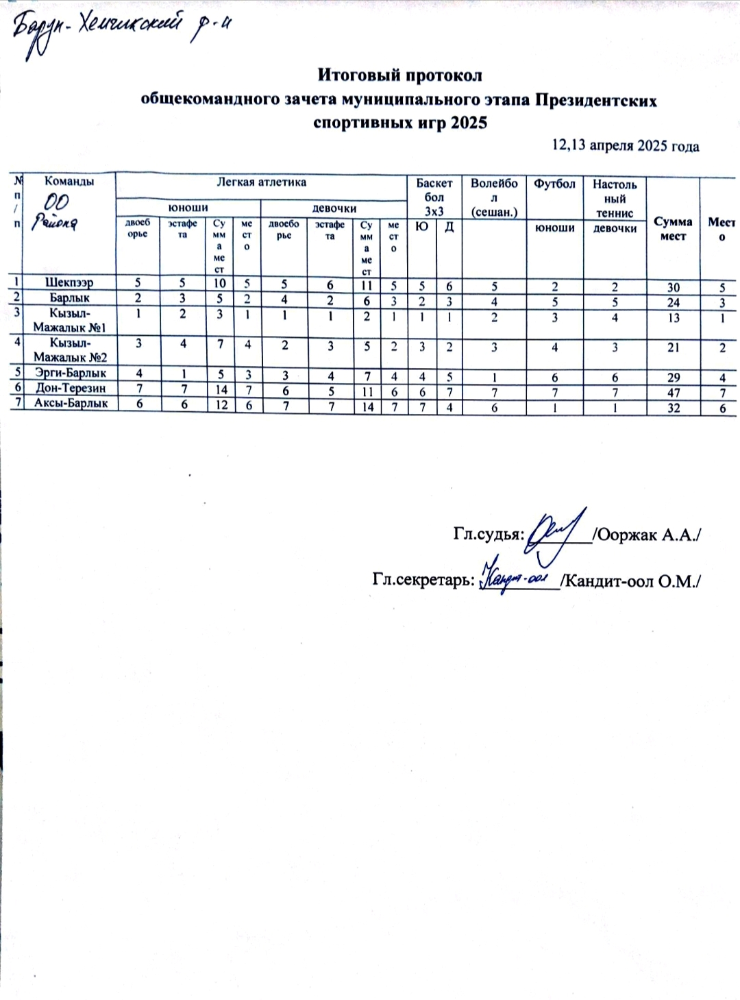 Барун-Хемчикский р-н
Итоговый протокол
общекомандного зачета муниципального этапа Президентских
спортивных игр 2025
12,13 апреля 2025 года
№ п/п Команды Легкая атлетика Баскетбол 3х3 Волейбол (сешан.) Футбол Настольный теннис Сумма мест Место
ОО
Района
юноши девочки
двоеборье эстафета Сумма мест место двоеборье эстафета Сумма мест место Ю Д юноши девочки
1 Шекпээр 5 5 10 5 5 6 11 5 5 6 5 2 2 30 5
2 Барлык 2 3 5 2 4 2 6 3 2 3 4 5 5 24 3
3 Кызыл-Мажалык №1 1 2 3 1 1 1 2 1 1 1 2 3 4 13 1
4 Кызыл-Мажалык №2 3 4 7 4 2 3 5 2 3 2 3 4 3 21 2
5 Эрги-Барлык 4 1 5 3 3 4 7 4 4 5 1 6 6 29 4
6 Дон-Терезин 7 7 14 7 6 5 11 6 6 7 7 7 7 47 7
7 Аксы-Барлык 6 6 12 6 7 7 14 7 7 4 6 1 1 32 6
Гл.судья: /Ооржак А.А./
Гл.секретарь: Кандит-оол /Кандит-оол О.М./